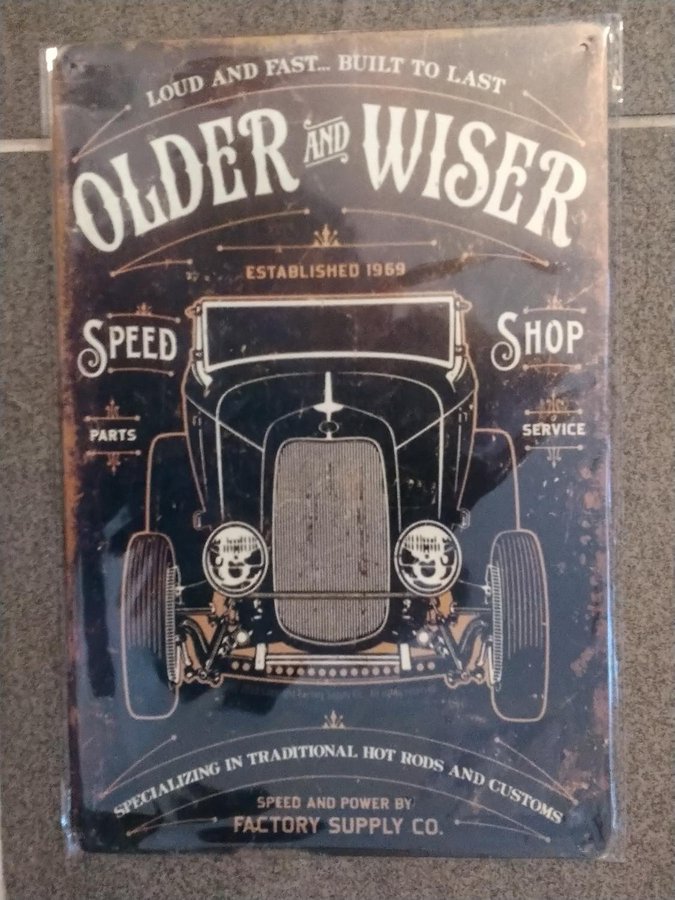 LOUD AND FAST... BUILT TO LAST
OLDER AND WISER
ESTABLISHED 1969
SPEED SHOP
PARTS SERVICE
SPECIALIZING IN TRADITIONAL HOT RODS AND CUSTOMS
SPEED AND POWER BY
FACTORY SUPPLY CO.